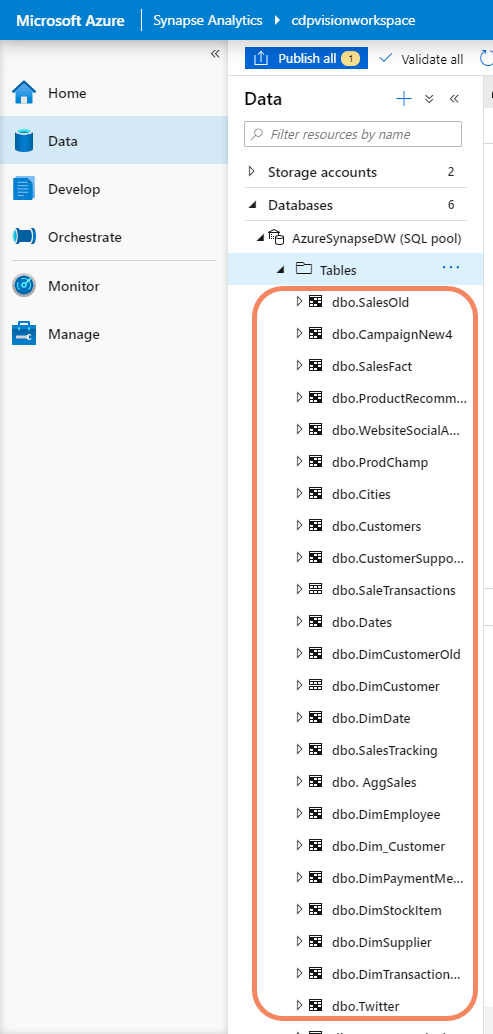 Microsoft Azure Synapse Analytics cdpvisionworkspace
Publish all 1 Validate all
Home
Data
Develop
Orchestrate
Monitor
Manage
Data
Filter resources by name
Storage accounts 2
Databases 6
AzureSynapseDW (SQL pool)
Tables ...
dbo.SalesOld
dbo.CampaignNew4
dbo.SalesFact
dbo.ProductRecomm...
dbo.WebsiteSocialA...
dbo.ProdChamp
dbo.Cities
dbo.Customers
dbo.CustomerSuppo...
dbo.SaleTransactions
dbo.Dates
dbo.DimCustomerOld
dbo.DimCustomer
dbo.DimDate
dbo.SalesTracking
dbo. AggSales
dbo.DimEmployee
dbo.Dim_Customer
dbo.DimPaymentMe...
dbo.DimStockItem
dbo.DimSupplier
dbo.DimTransaction...
dbo.Twitter